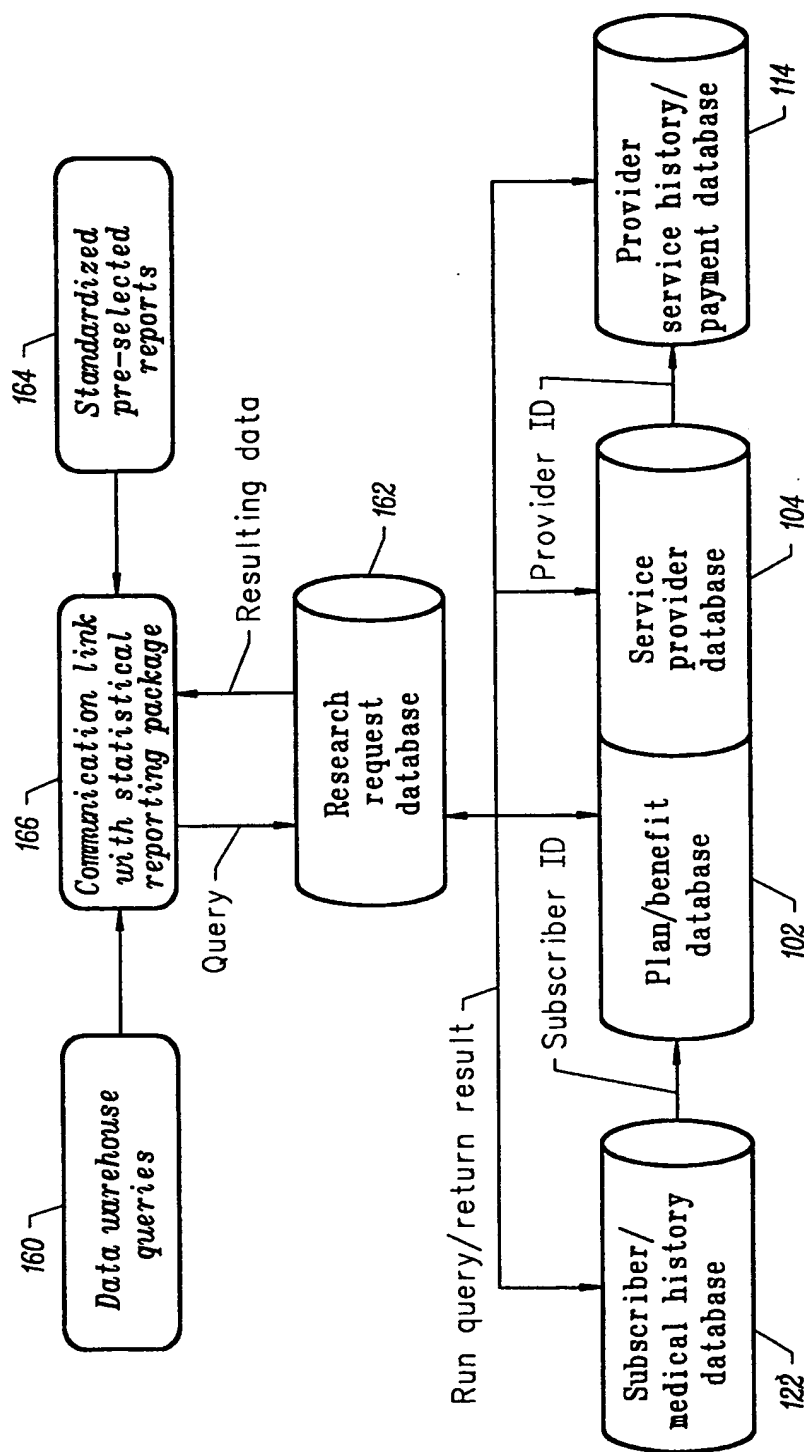 160
Data warehouse
queries
166
Communication link
with statistical
reporting package
164
Standardized
pre-selected
reports
Query
Resulting data
Research
request
database
162
Run query/return result
Subscriber ID
Provider ID
Subscriber/
medical history
database
122
Plan/benefit
database
102
Service
provider
database
104
Provider
service history/
payment database
114